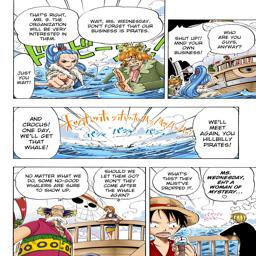 WHO
ARE YOU
GUYS,
ANYWAY?
SHUT UP!!
MIND YOUR
OWN
BUSINESS!
WAIT, MS. WEDNESDAY.
DON'T FORGET THAT OUR
BUSINESS IS PIRATES.
THAT'S RIGHT,
MR. 9. THE
ORGANIZATION
WILL BE VERY
INTERESTED IN
THEM!
JUST
YOU
WAIT!
WE'LL
MEET
AGAIN, YOU
HILLBILLY
PIRATES!
AND
CROCUS!
ONE DAY,
WE'LL GET
THAT
WHALE!
MS.
WEDNESDAY,
EH? A
WOMAN OF
MYSTERY...
WHAT'S
THIS? THEY
MUST'VE
DROPPED IT.
SHOULD WE
LET THEM GO?
WON'T THEY
COME AFTER
THE WHALE
AGAIN?
NO MATTER WHAT WE
DO, SOME NO-GOOD
WHALERS ARE SURE
TO SHOW UP.